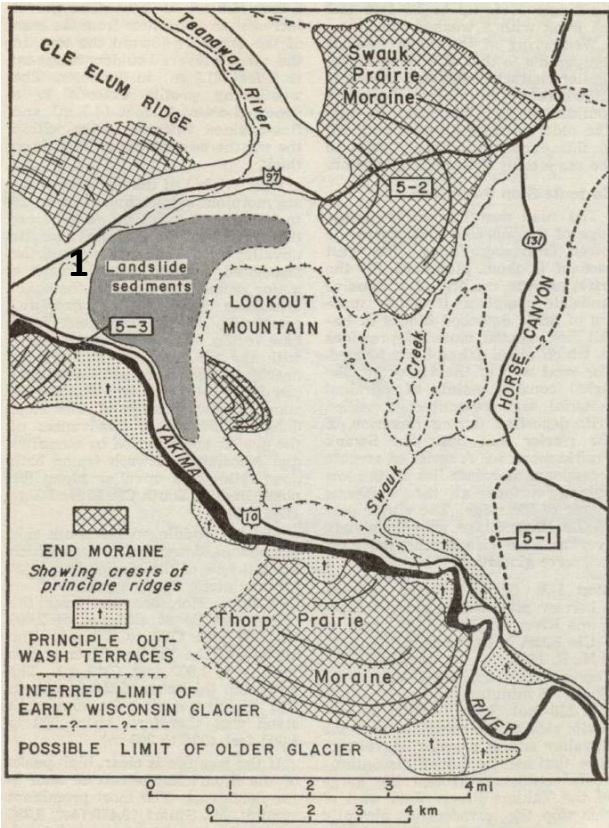 CLE ELUM RIDGE
Teanaway River
Swauk
Prairie
Moraine
97
5-2
131
1
Landslide
sediments
LOOKOUT
MOUNTAIN
5-3
Creek
HORSE CANYON
YAKIMA
Swauk
10
5-1
END MORAINE
Showing crests of
principle ridges
Thorp Prairie
Moraine
RIVER
PRINCIPLE OUT-
WASH TERRACES
INFERRED LIMIT OF
EARLY WISCONSIN GLACIER
?
?
POSSIBLE LIMIT OF OLDER GLACIER
t
t
t
t
t
t
t
t
t
0 1 2 3 4 mi
0 1 2 3 4 km